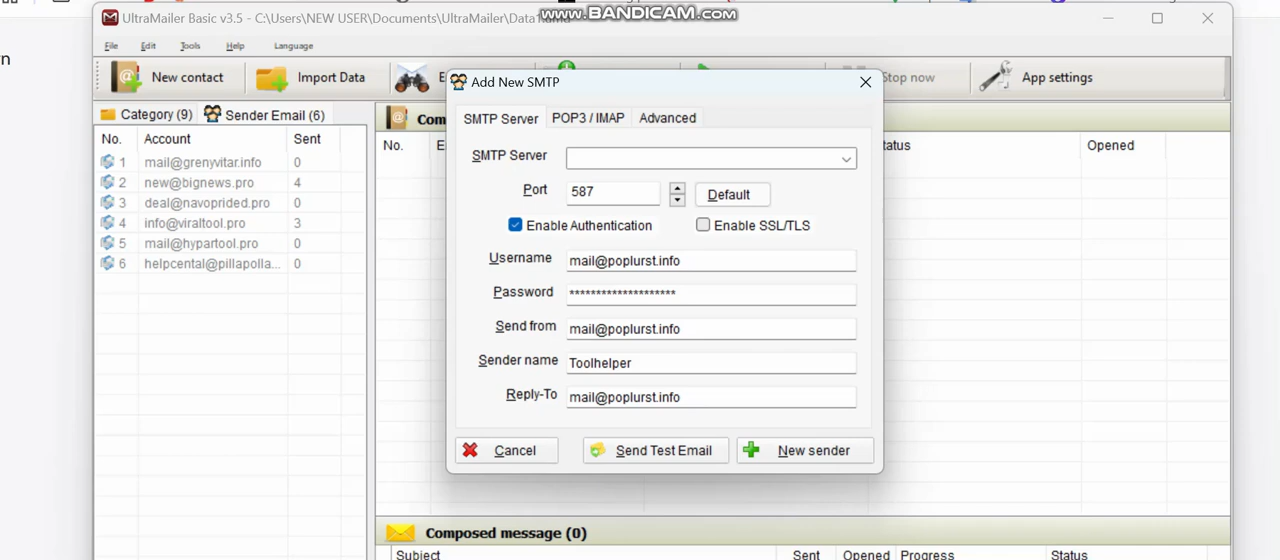 UltraMailer Basic v3.5 - C:\Users\NEW USER\Documents\UltraMailer\Data1
www.BANDICAM.com
File Edit Tools Help Language
New contact Import Data Stop now App settings
Category (9) Sender Email (6)
No. Account Sent
1 mail@grenyvitar.info 0
2 new@bignews.pro 4
3 deal@navoprided.pro 0
4 info@viraltool.pro 3
5 mail@hypartool.pro 0
6 helpcental@pillapolla... 0
No.
Opened
Add New SMTP
SMTP Server POP3 / IMAP Advanced
SMTP Server
Port 587 Default
Enable Authentication Enable SSL/TLS
Username mail@poplurst.info
Password ********************
Send from mail@poplurst.info
Sender name Toolhelper
Reply-To mail@poplurst.info
Cancel Send Test Email New sender
Composed message (0)
Subject Sent Opened Progress Status